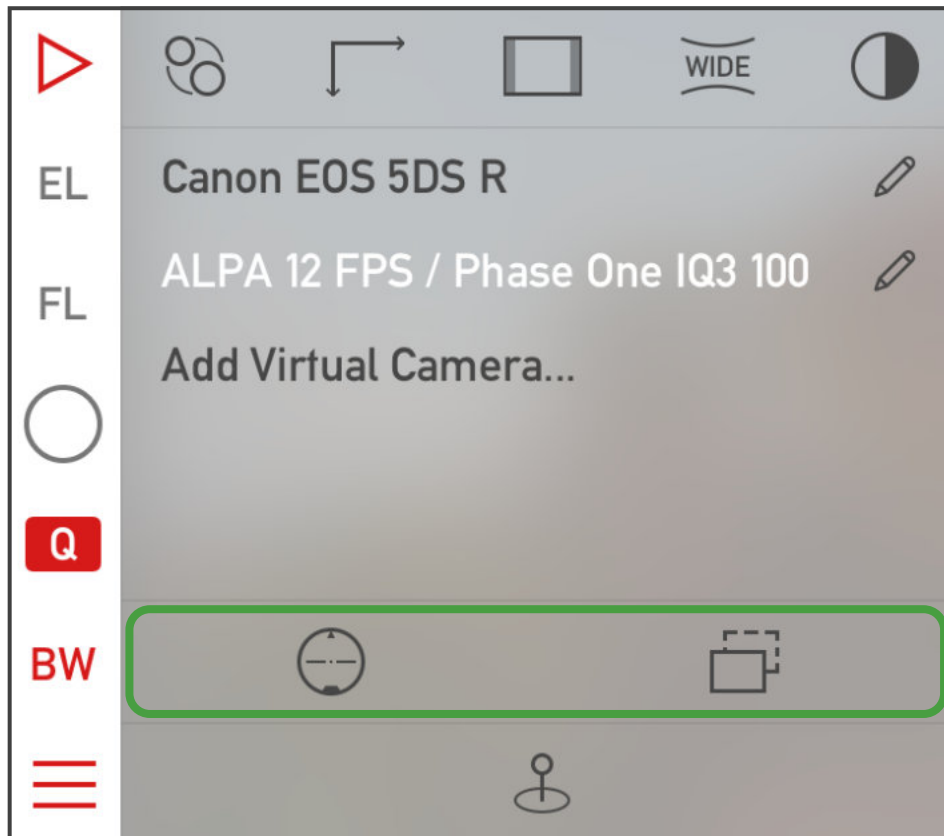 WIDE
EL
Canon EOS 5DS R
FL
ALPA 12 FPS / Phase One IQ3 100
Add Virtual Camera...
Q
BW